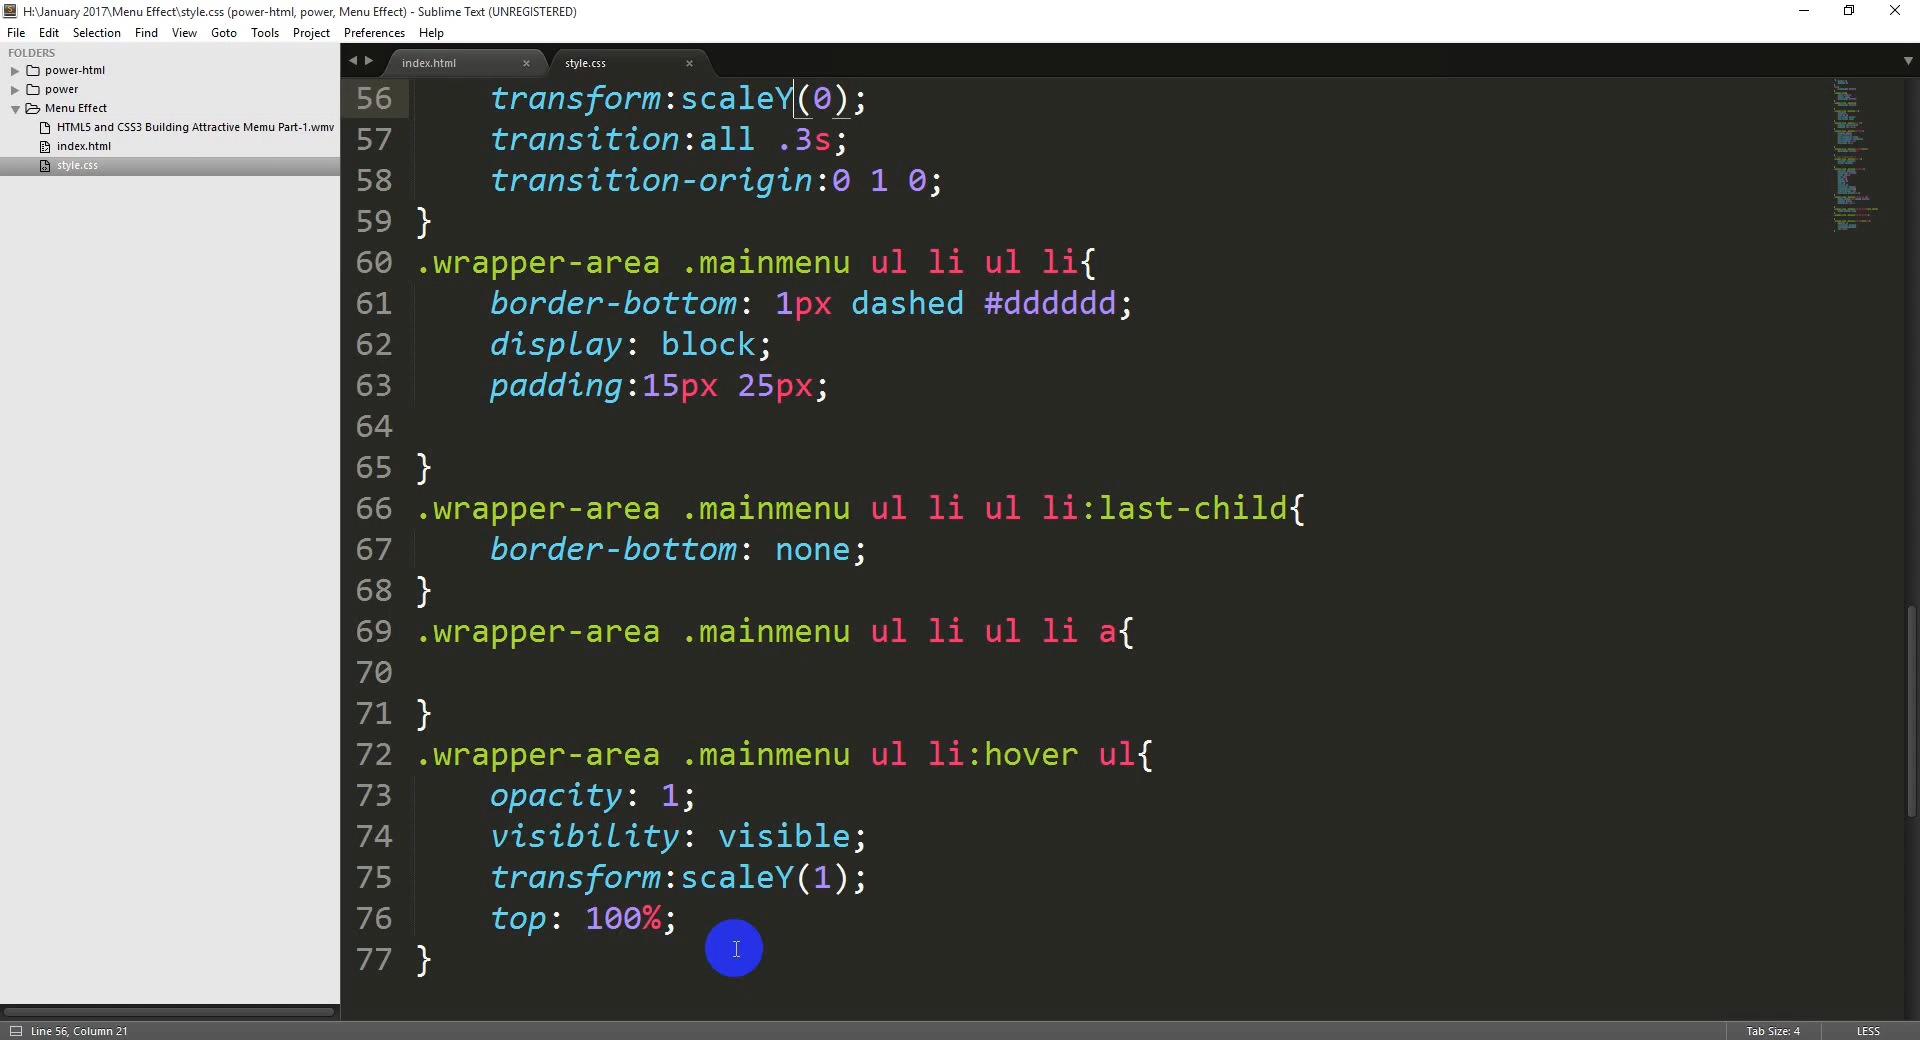 H:\January 2017\Menu Effect\style.css (power-html, power, Menu Effect) - Sublime Text (UNREGISTERED)
File Edit Selection Find View Goto Tools Project Preferences Help
FOLDERS
power-html
power
Menu Effect
HTML5 and CSS3 Building Attractive Memu Part-1.wmv
index.html
style.css
index.html × style.css ×
56 transform:scaleY(0);
57 transition:all .3s;
58 transition-origin:0 1 0;
59 }
60 .wrapper-area .mainmenu ul li ul li{
61 border-bottom: 1px dashed #dddddd;
62 display: block;
63 padding:15px 25px;
64
65 }
66 .wrapper-area .mainmenu ul li ul li:last-child{
67 border-bottom: none;
68 }
69 .wrapper-area .mainmenu ul li ul li a{
70
71 }
72 .wrapper-area .mainmenu ul li:hover ul{
73 opacity: 1;
74 visibility: visible;
75 transform:scaleY(1);
76 top: 100%;
77 }
Line 56, Column 21
Tab Size: 4
LESS